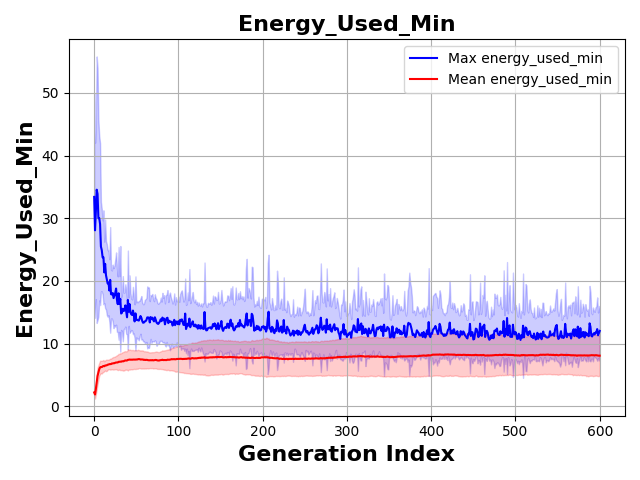 Energy_Used_Min
Max energy_used_min
Mean energy_used_min
Energy_Used_Min
50
40
30
20
10
0
0 100 200 300 400 500 600
Generation Index